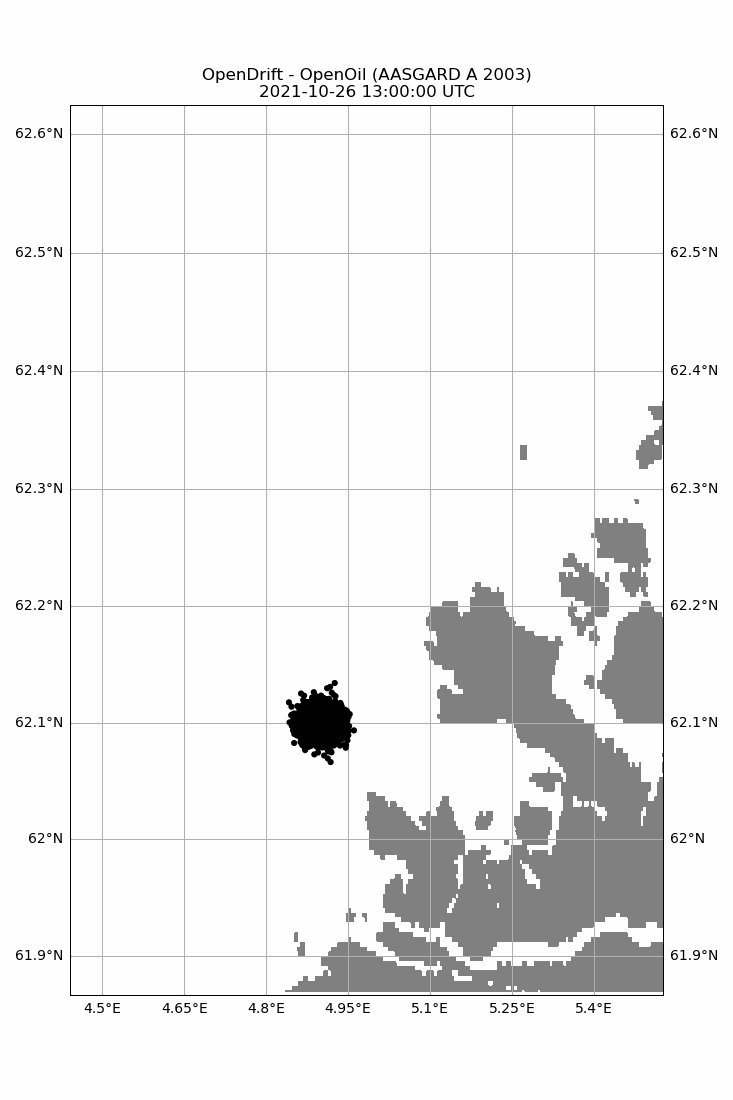 OpenDrift - OpenOil (AASGARD A 2003)
2021-10-26 13:00:00 UTC
62.6°N 62.6°N
62.5°N 62.5°N
62.4°N 62.4°N
62.3°N 62.3°N
62.2°N 62.2°N
62.1°N 62.1°N
62°N 62°N
61.9°N 61.9°N
4.5°E 4.65°E 4.8°E 4.95°E 5.1°E 5.25°E 5.4°E